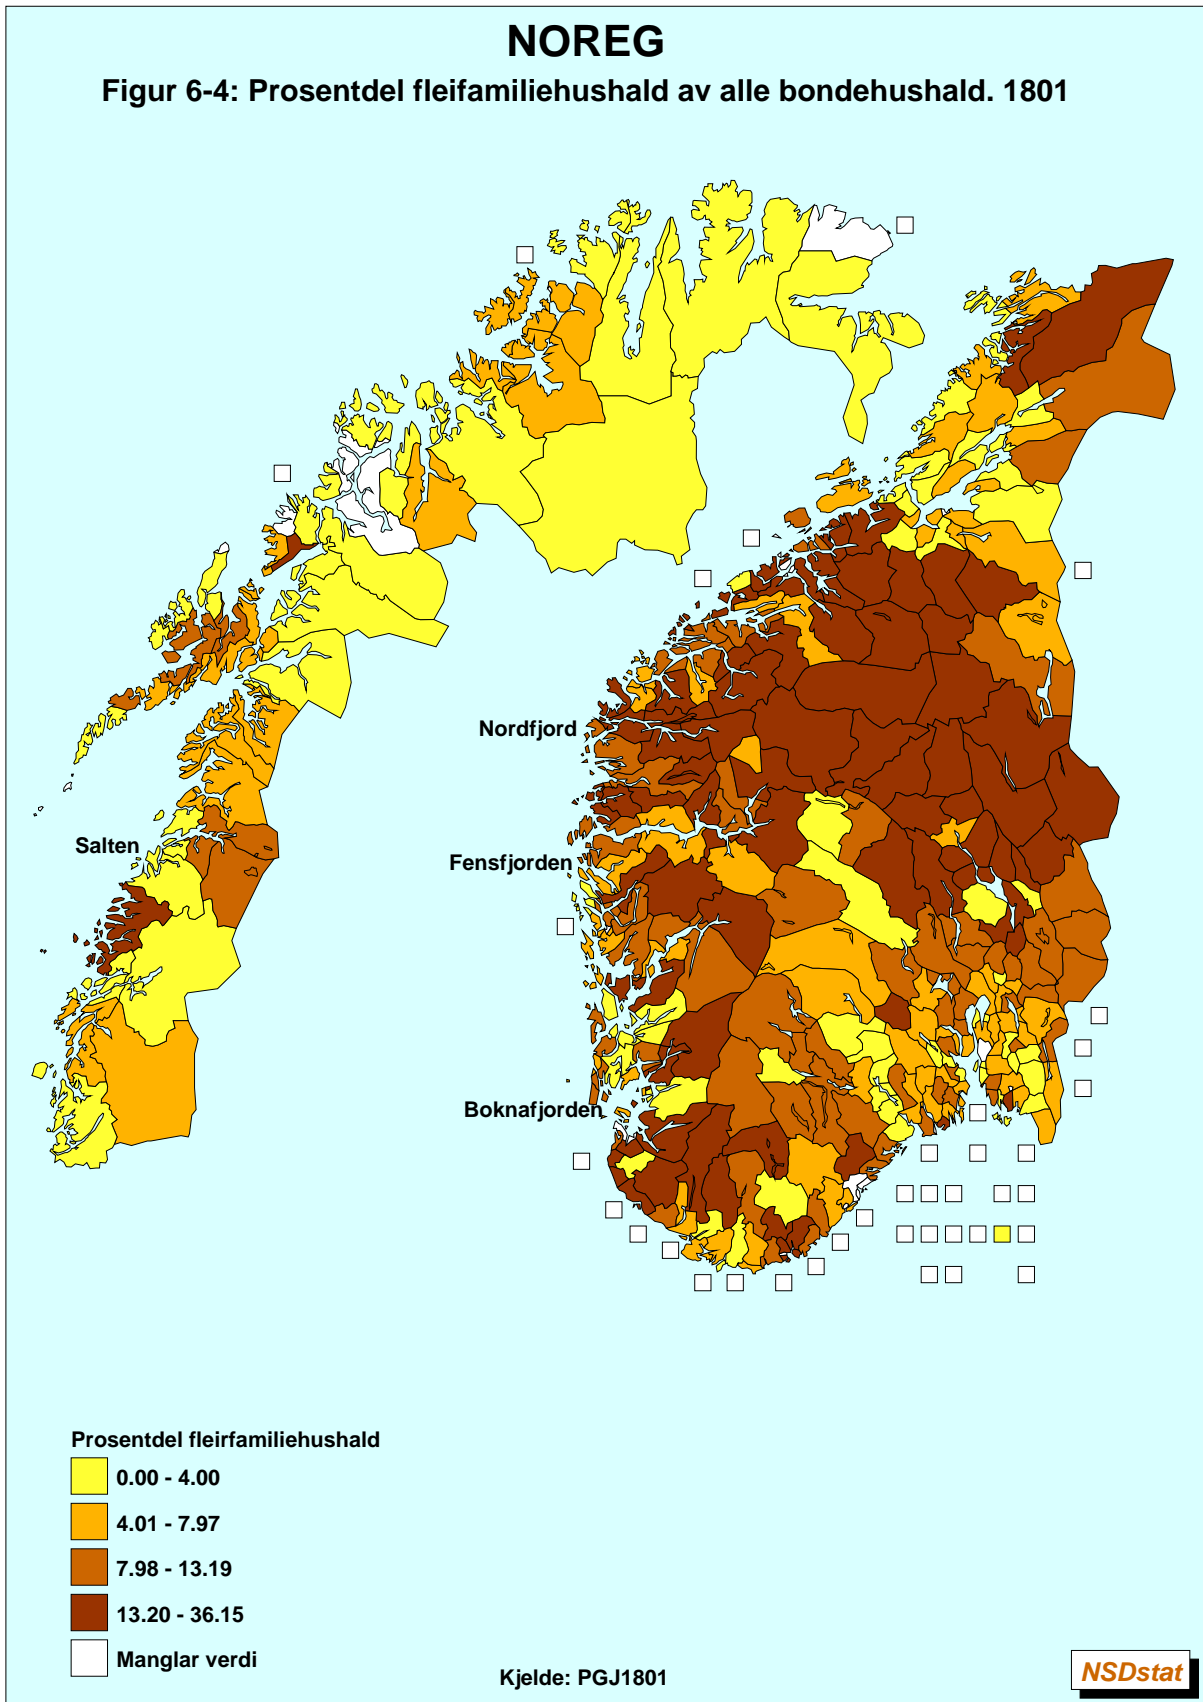 NOREG
Figur 6-4: Prosentdel fleifamiliehushald av alle bondehushald. 1801
Nordfjord
Salten
Fensfjorden
Boknafjorden
Prosentdel fleirfamiliehushald
0.00 - 4.00
4.01 - 7.97
7.98 - 13.19
13.20 - 36.15
Manglar verdi
Kjelde: PGJ1801
NSDstat